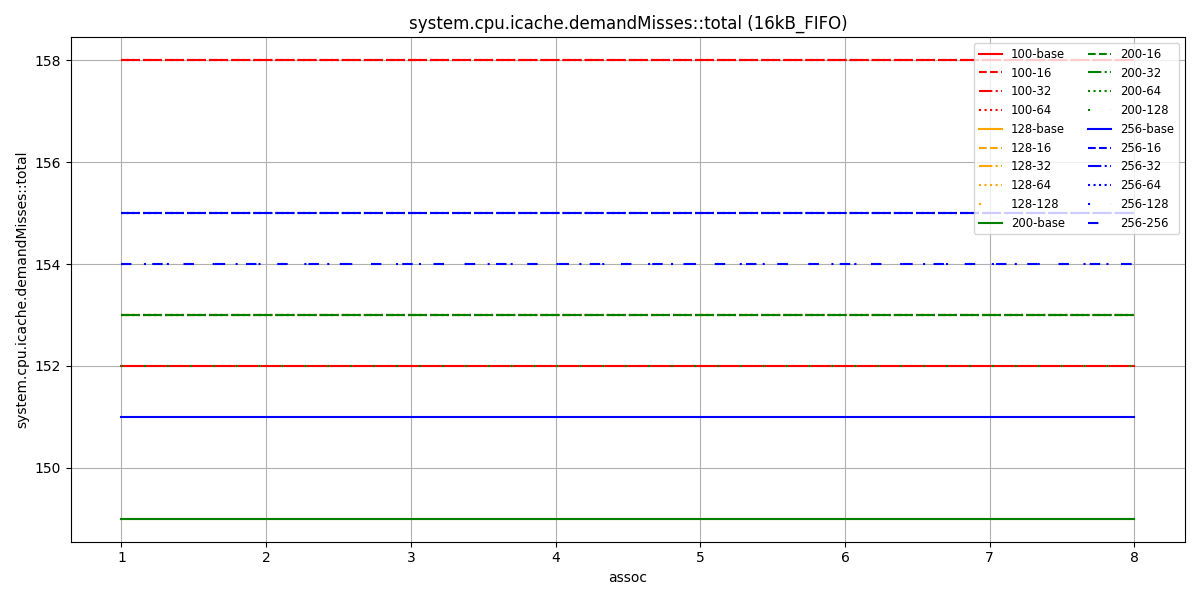 system.cpu.icache.demandMisses::total (16kB_FIFO)
system.cpu.icache.demandMisses::total
158
156
154
152
150
100-base
100-16
100-32
100-64
128-base
128-16
128-32
128-64
128-128
200-base
200-16
200-32
200-64
200-128
256-base
256-16
256-32
256-64
256-128
256-256
1 2 3 4 5 6 7 8
assoc